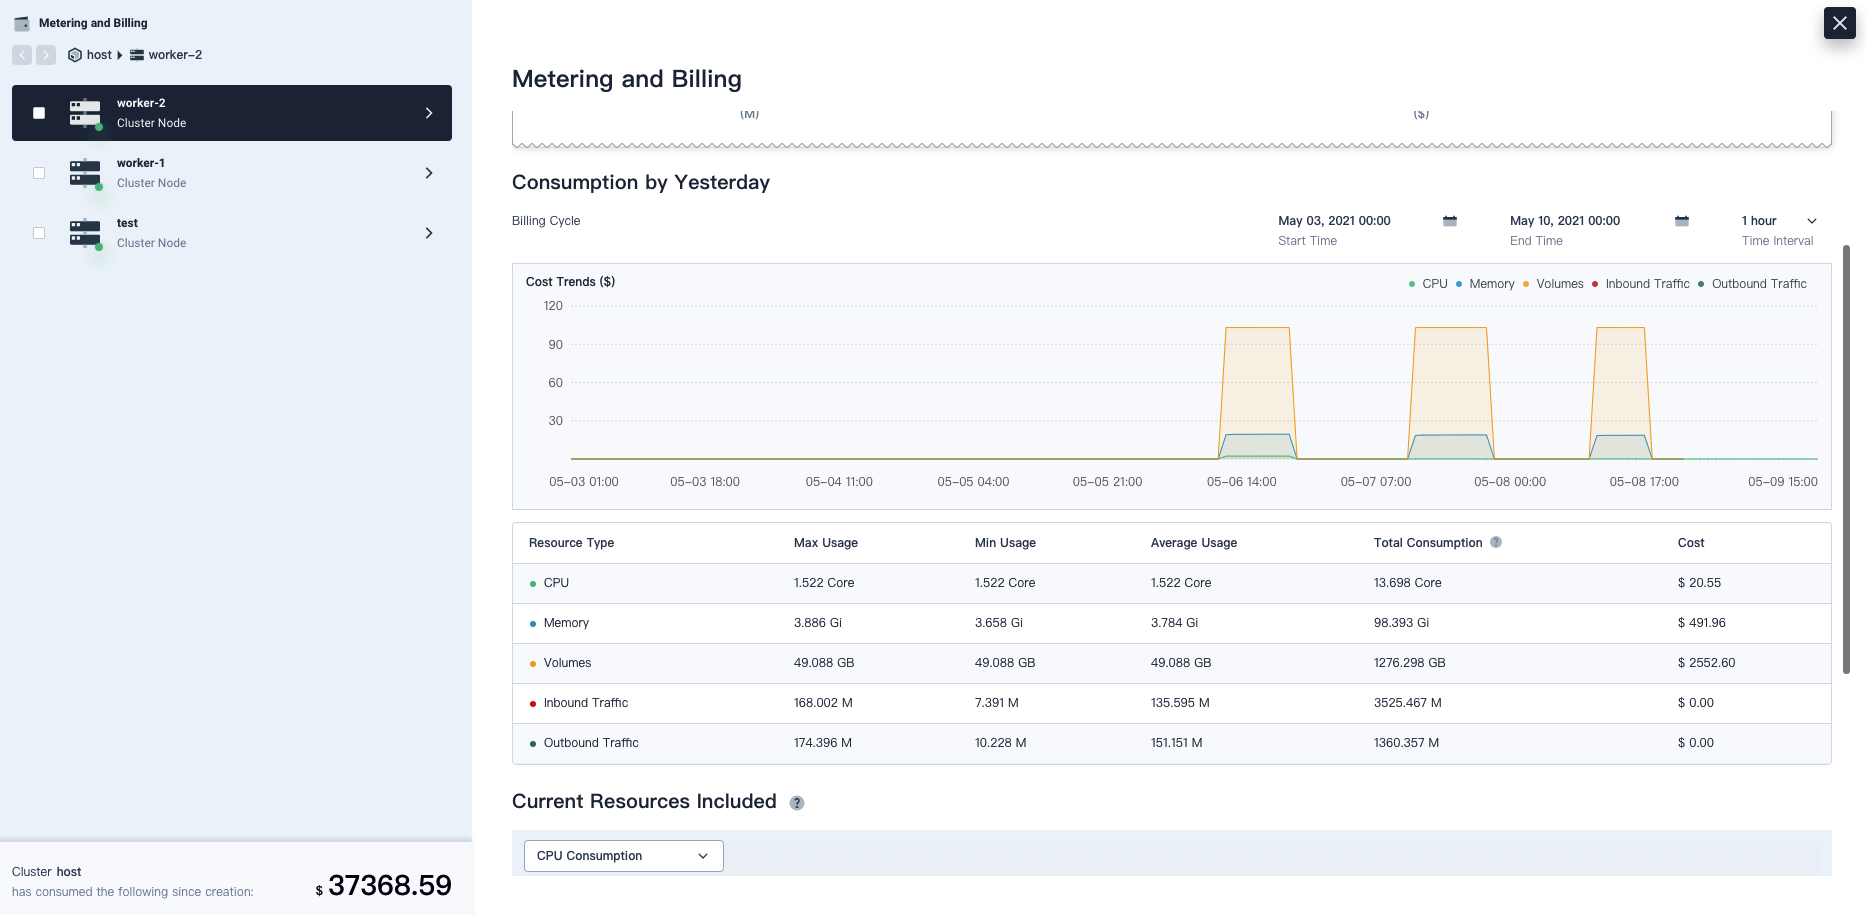 Metering and Billing
host worker-2
worker-2
Cluster Node
worker-1
Cluster Node
test
Cluster Node
Cluster host
has consumed the following since creation:
$ 37368.59
Metering and Billing
(M) ($)
Consumption by Yesterday
Billing Cycle
May 03, 2021 00:00
Start Time
May 10, 2021 00:00
End Time
1 hour
Time Interval
Cost Trends ($)
CPU Memory Volumes Inbound Traffic Outbound Traffic
120
90
60
30
05-03 01:00 05-03 18:00 05-04 11:00 05-05 04:00 05-05 21:00 05-06 14:00 05-07 07:00 05-08 00:00 05-08 17:00 05-09 15:00
Resource Type Max Usage Min Usage Average Usage Total Consumption ? Cost
CPU 1.522 Core 1.522 Core 1.522 Core 13.698 Core $ 20.55
Memory 3.886 Gi 3.658 Gi 3.784 Gi 98.393 Gi $ 491.96
Volumes 49.088 GB 49.088 GB 49.088 GB 1276.298 GB $ 2552.60
Inbound Traffic 168.002 M 7.391 M 135.595 M 3525.467 M $ 0.00
Outbound Traffic 174.396 M 10.228 M 151.151 M 1360.357 M $ 0.00
Current Resources Included ?
CPU Consumption